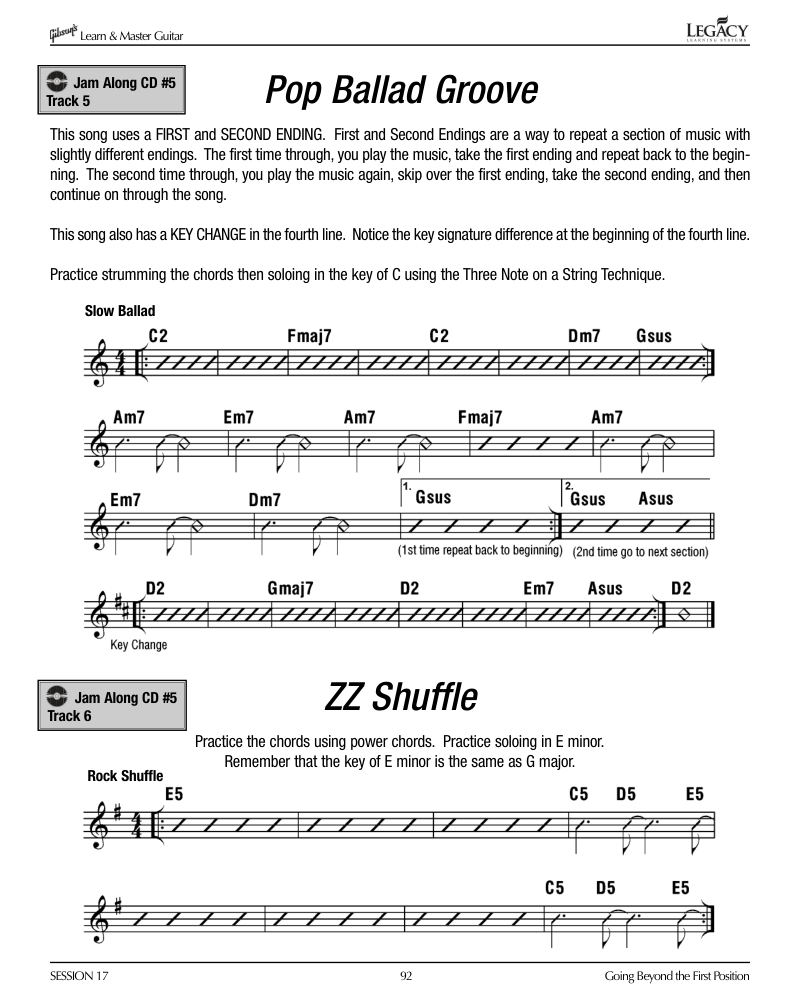 Gibson's Learn & Master Guitar
LEGACY
LEARNING SYSTEMS
Jam Along CD #5
Track 5
Pop Ballad Groove
This song uses a FIRST and SECOND ENDING. First and Second Endings are a way to repeat a section of music with
slightly different endings. The first time through, you play the music, take the first ending and repeat back to the begin-
ning. The second time through, you play the music again, skip over the first ending, take the second ending, and then
continue on through the song.
This song also has a KEY CHANGE in the fourth line. Notice the key signature difference at the beginning of the fourth line.
Practice strumming the chords then soloing in the key of C using the Three Note on a String Technique.
Slow Ballad
C2 Fmaj7 C2 Dm7 Gsus
4
4
Am7 Em7 Am7 Fmaj7 Am7
Em7 Dm7 1. Gsus 2. Gsus Asus
(1st time repeat back to beginning) (2nd time go to next section)
D2 Gmaj7 D2 Em7 Asus D2
Key Change
Jam Along CD #5
Track 6
ZZ Shuffle
Practice the chords using power chords. Practice soloing in E minor.
Remember that the key of E minor is the same as G major.
Rock Shuffle
E5 C5 D5 E5
4
4
C5 D5 E5
SESSION 17 92 Going Beyond the First Position